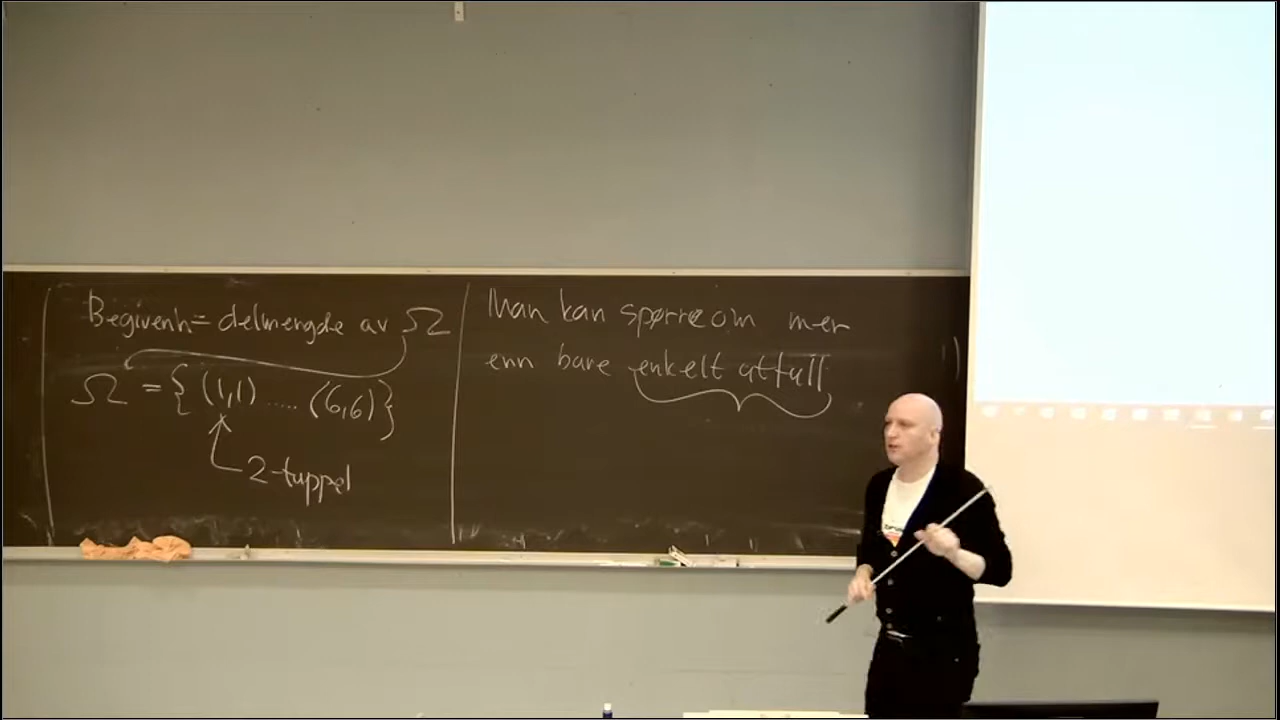 Begivenh = delmengde av Ω
Ω = {(1,1) ..... (6,6)}
2-tuppel
Man kan spørre om mer
enn bare enkelt utfall